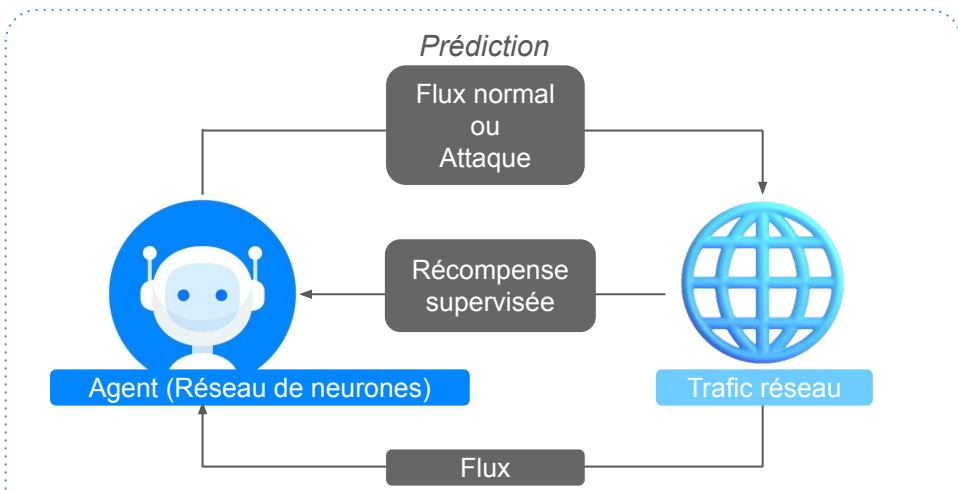 Prédiction
Flux normal
ou
Attaque
Récompense
supervisée
Agent (Réseau de neurones)
Trafic réseau
Flux